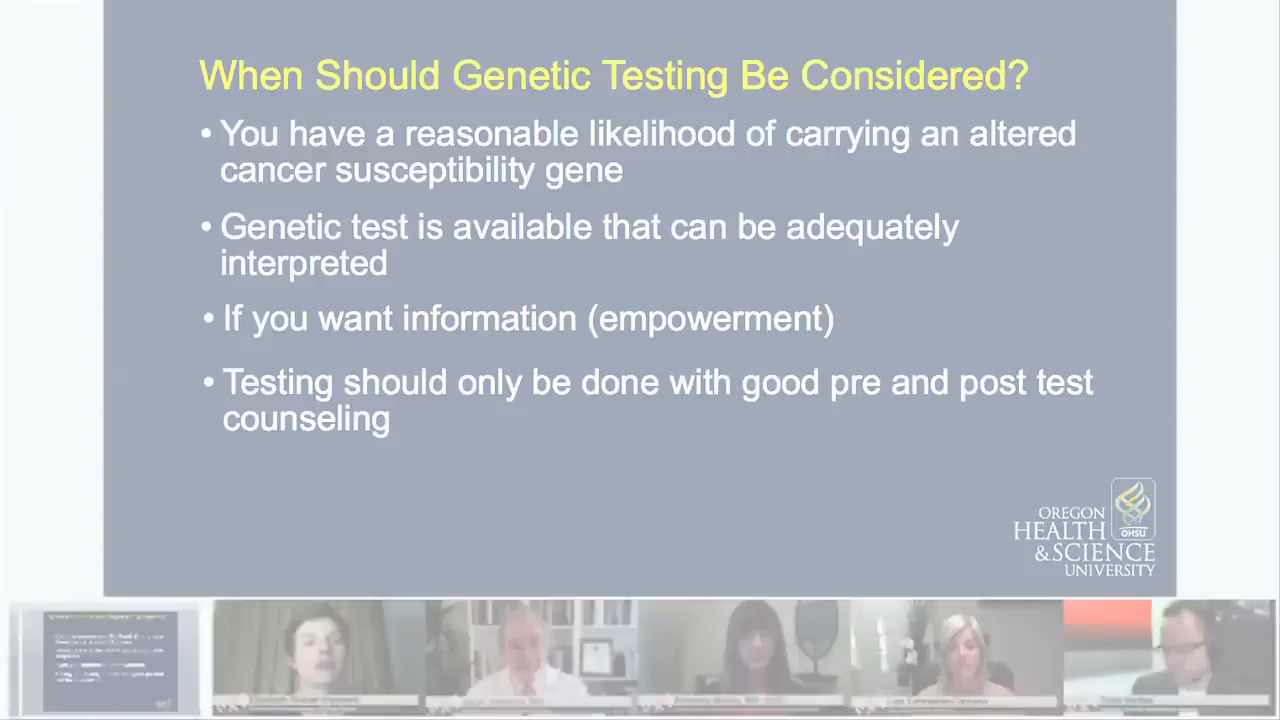 When Should Genetic Testing Be Considered?
• You have a reasonable likelihood of carrying an altered
cancer susceptibility gene
• Genetic test is available that can be adequately
interpreted
• If you want information (empowerment)
• Testing should only be done with good pre and post test
counseling
OREGON
HEALTH
OHSU
& SCIENCE
UNIVERSITY